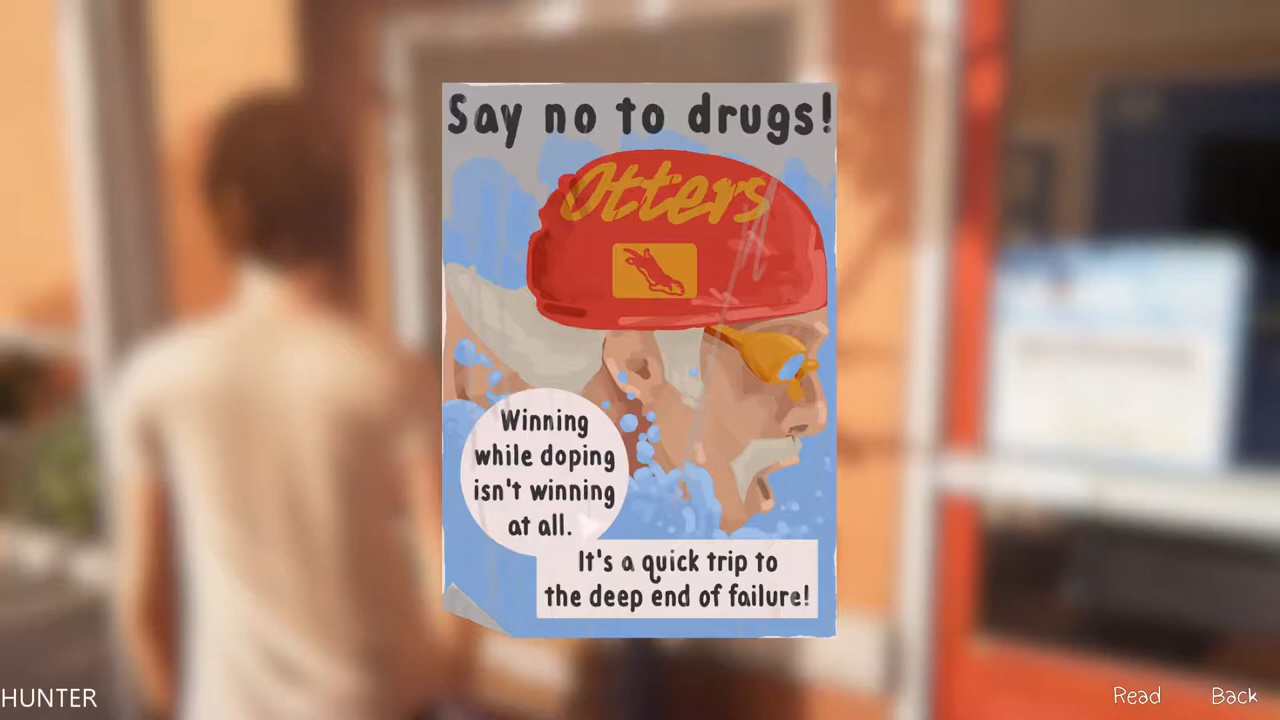 Say no to drugs!
Otters
Winning
while doping
isn't winning
at all.
It's a quick trip to
the deep end of failure!
HUNTER
Read
Back